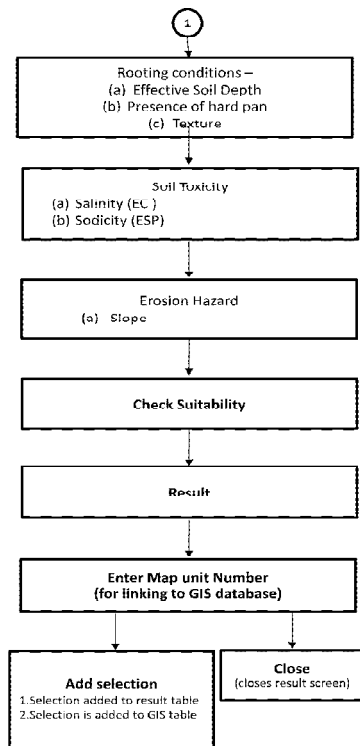 1
Rooting conditions –
(a) Effective Soil Depth
(b) Presence of hard pan
(c) Texture
Soil Toxicity
(a) Salinity (EC)
(b) Sodicity (ESP)
Erosion Hazard
(a) Slope
Check Suitability
Result
Enter Map unit Number
(for linking to GIS database)
Add selection
1.Selection added to result table
2.Selection is added to GIS table
Close
(closes result screen)